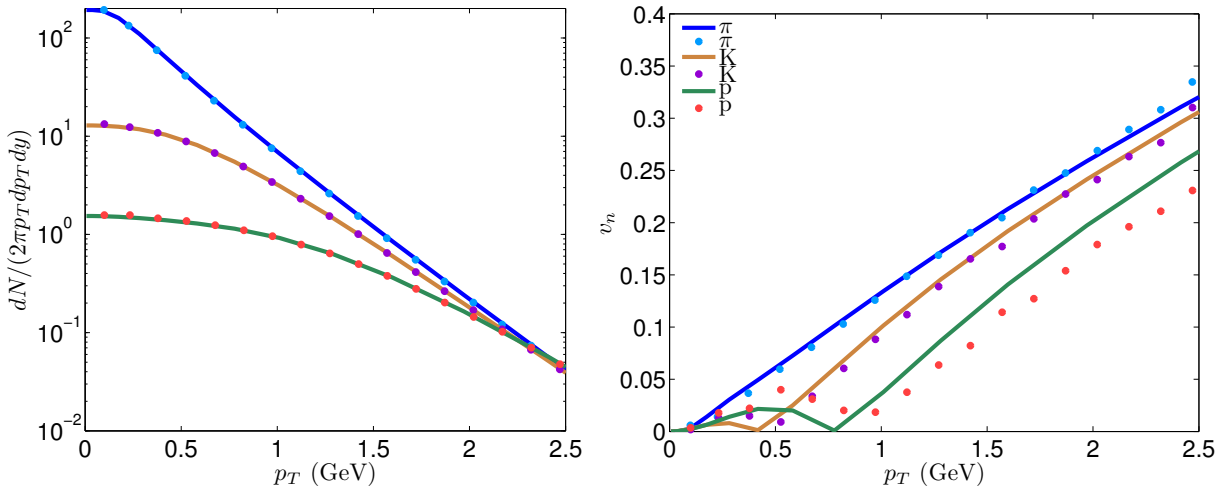 10^2
10^1
10^0
10^{-1}
10^{-2}
dN/(2πp_T dp_T dy)
0 0.5 1 1.5 2 2.5
p_T (GeV)
0.4
0.35
0.3
0.25
0.2
0.15
0.1
0.05
0
v_n
π
π
K
K
p
p
0 0.5 1 1.5 2 2.5
p_T (GeV)